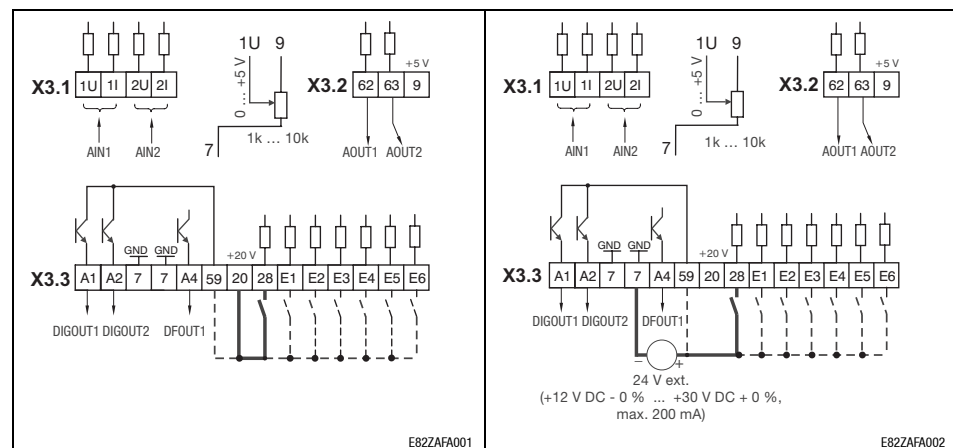 1U 9
+5 V
X3.1 1U 1I 2U 2I
0 ... +5 V
X3.2 62 63 9
1k ... 10k
7
AIN1 AIN2
AOUT1 AOUT2
GND GND
+20 V
X3.3 A1 A2 7 7 A4 59 20 28 E1 E2 E3 E4 E5 E6
DIGOUT1 DIGOUT2 DFOUT1
E82ZAFA001
1U 9
+5 V
X3.1 1U 1I 2U 2I
0 ... +5 V
X3.2 62 63 9
1k ... 10k
7
AIN1 AIN2
AOUT1 AOUT2
GND GND
+20 V
X3.3 A1 A2 7 7 A4 59 20 28 E1 E2 E3 E4 E5 E6
DIGOUT1 DIGOUT2 DFOUT1
– +
24 V ext.
(+12 V DC - 0 % ... +30 V DC + 0 %,
max. 200 mA)
E82ZAFA002